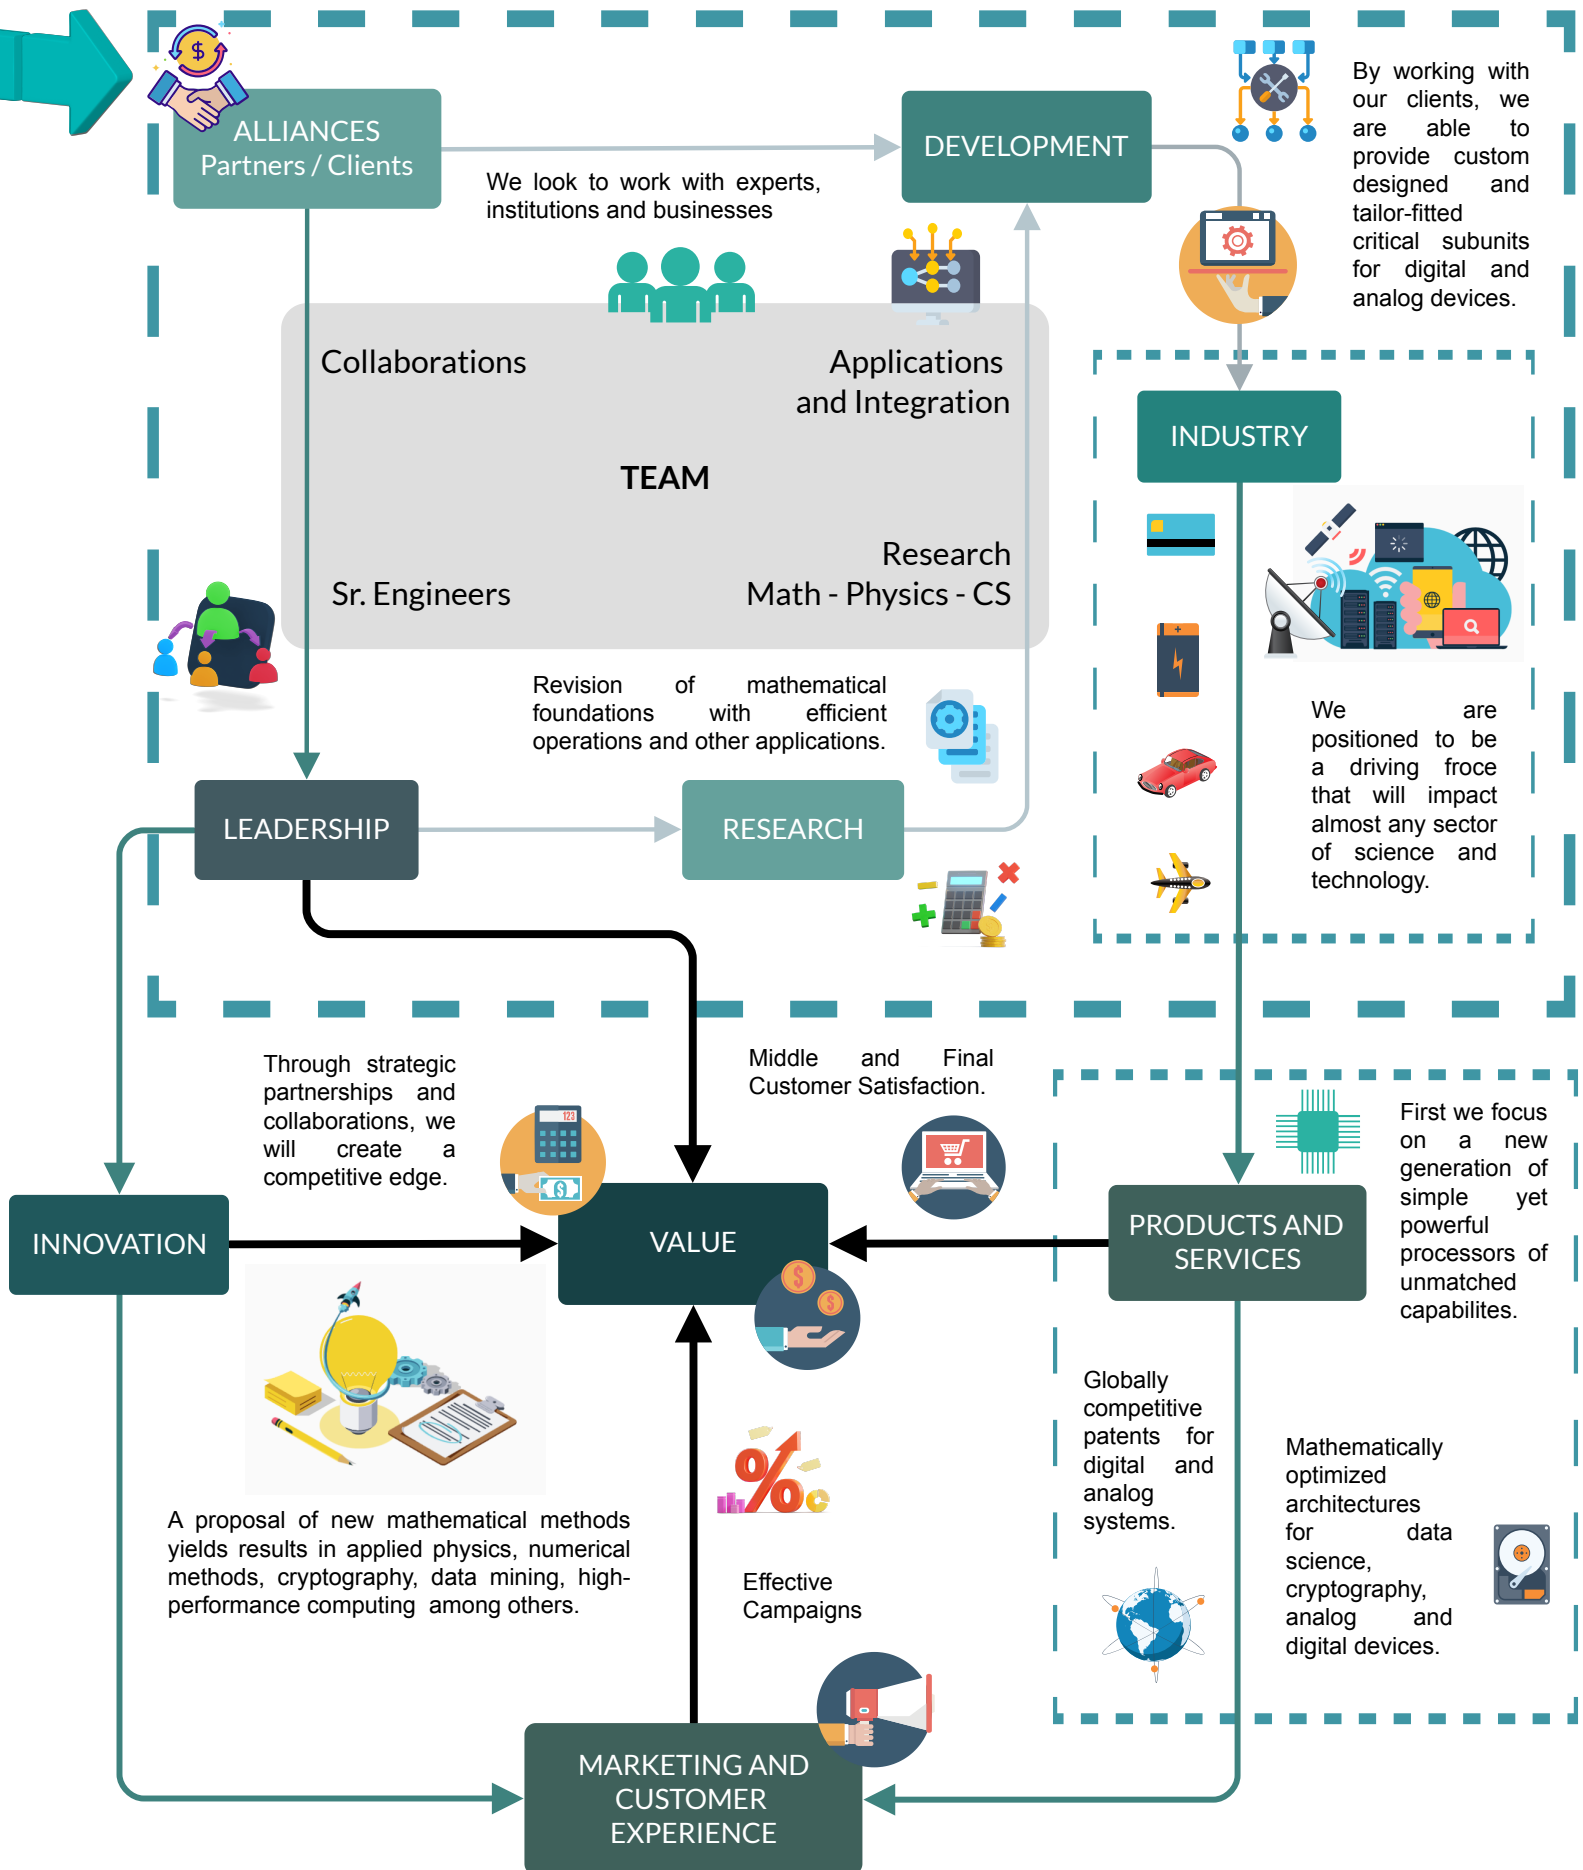 ALLIANCES
Partners / Clients
We look to work with experts,
institutions and businesses
DEVELOPMENT
By working with
our clients, we
are able to
provide custom
designed and
tailor-fitted
critical subunits
for digital and
analog devices.
Collaborations
Applications
and Integration
TEAM
Sr. Engineers
Research
Math - Physics - CS
INDUSTRY
We are
positioned to be
a driving froce
that will impact
almost any sector
of science and
technology.
Revision of mathematical
foundations with efficient
operations and other applications.
LEADERSHIP
RESEARCH
Through strategic
partnerships and
collaborations, we
will create a
competitive edge.
123
Middle and Final
Customer Satisfaction.
First we focus
on a new
generation of
simple yet
powerful
processors of
unmatched
capabilites.
INNOVATION
VALUE
PRODUCTS AND
SERVICES
Globally
competitive
patents for
digital and
analog
systems.
Mathematically
optimized
architectures
for data
science,
cryptography,
analog and
digital devices.
A proposal of new mathematical methods
yields results in applied physics, numerical
methods, cryptography, data mining, high-
performance computing among others.
Effective
Campaigns
MARKETING AND
CUSTOMER
EXPERIENCE